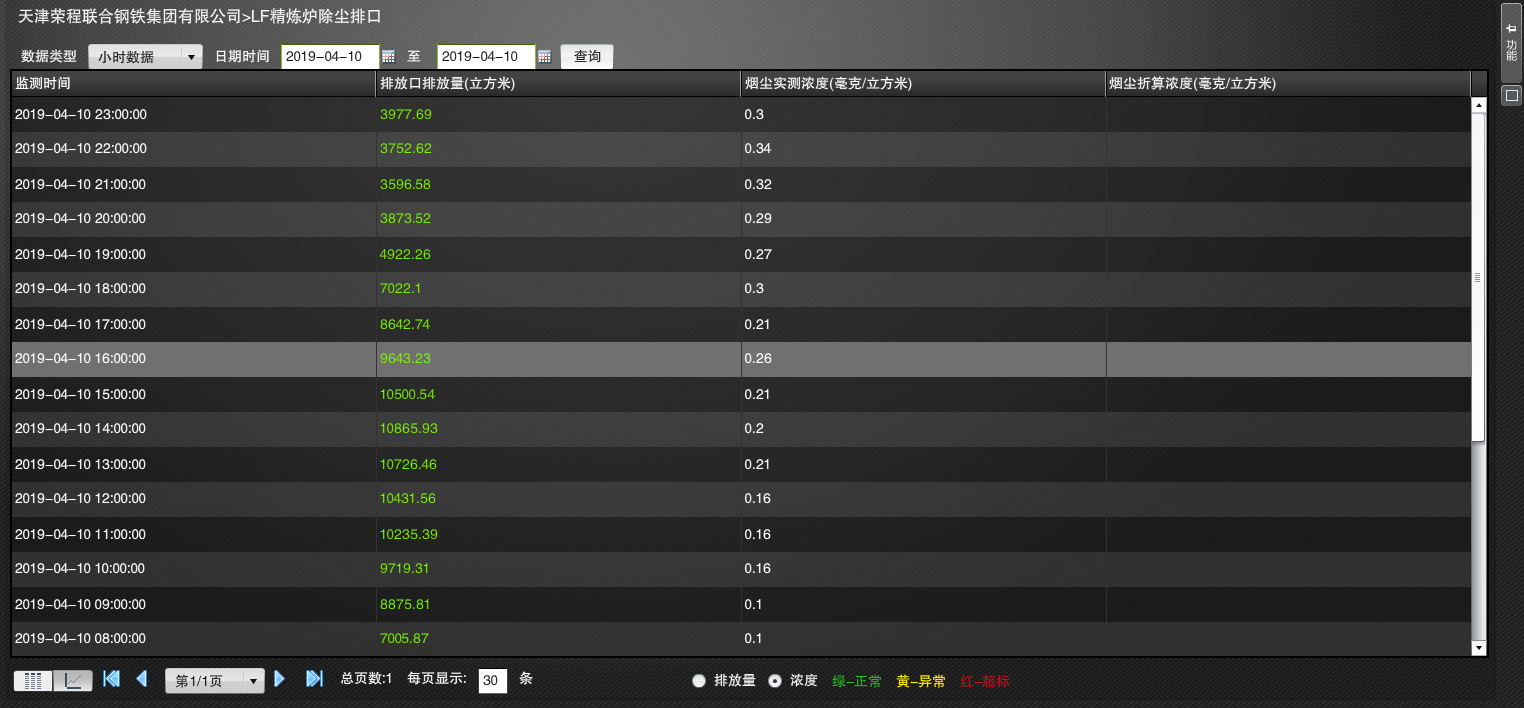 天津荣程联合钢铁集团有限公司>LF精炼炉除尘排口
数据类型 小时数据 日期时间 2019-04-10 至 2019-04-10 查询
功能
监测时间 排放口排放量(立方米) 烟尘实测浓度(毫克/立方米) 烟尘折算浓度(毫克/立方米)
2019-04-10 23:00:00 3977.69 0.3
2019-04-10 22:00:00 3752.62 0.34
2019-04-10 21:00:00 3596.58 0.32
2019-04-10 20:00:00 3873.52 0.29
2019-04-10 19:00:00 4922.26 0.27
2019-04-10 18:00:00 7022.1 0.3
2019-04-10 17:00:00 8642.74 0.21
2019-04-10 16:00:00 9643.23 0.26
2019-04-10 15:00:00 10500.54 0.21
2019-04-10 14:00:00 10865.93 0.2
2019-04-10 13:00:00 10726.46 0.21
2019-04-10 12:00:00 10431.56 0.16
2019-04-10 11:00:00 10235.39 0.16
2019-04-10 10:00:00 9719.31 0.16
2019-04-10 09:00:00 8875.81 0.1
2019-04-10 08:00:00 7005.87 0.1
第1/1页 总页数:1 每页显示: 30 条 排放量 浓度 绿-正常 黄-异常 红-超标